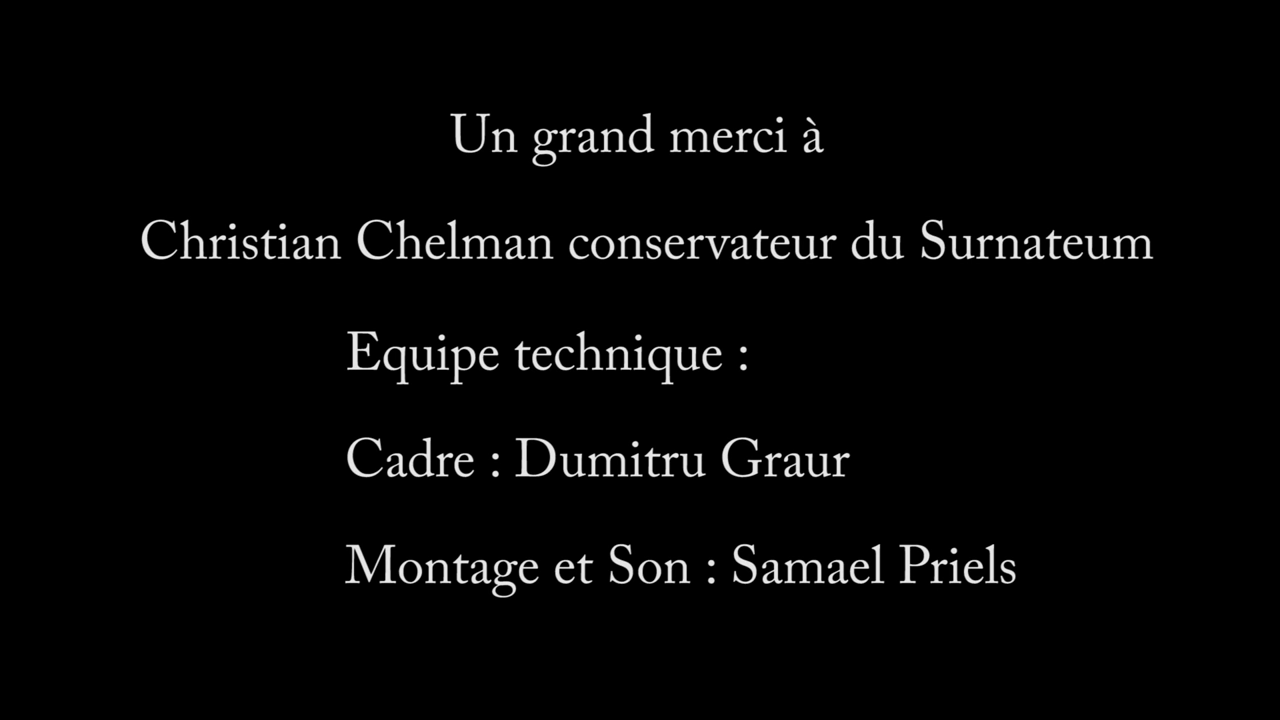 Un grand merci à
Christian Chelman conservateur du Surnateum
Equipe technique :
Cadre : Dumitru Graur
Montage et Son : Samael Priels